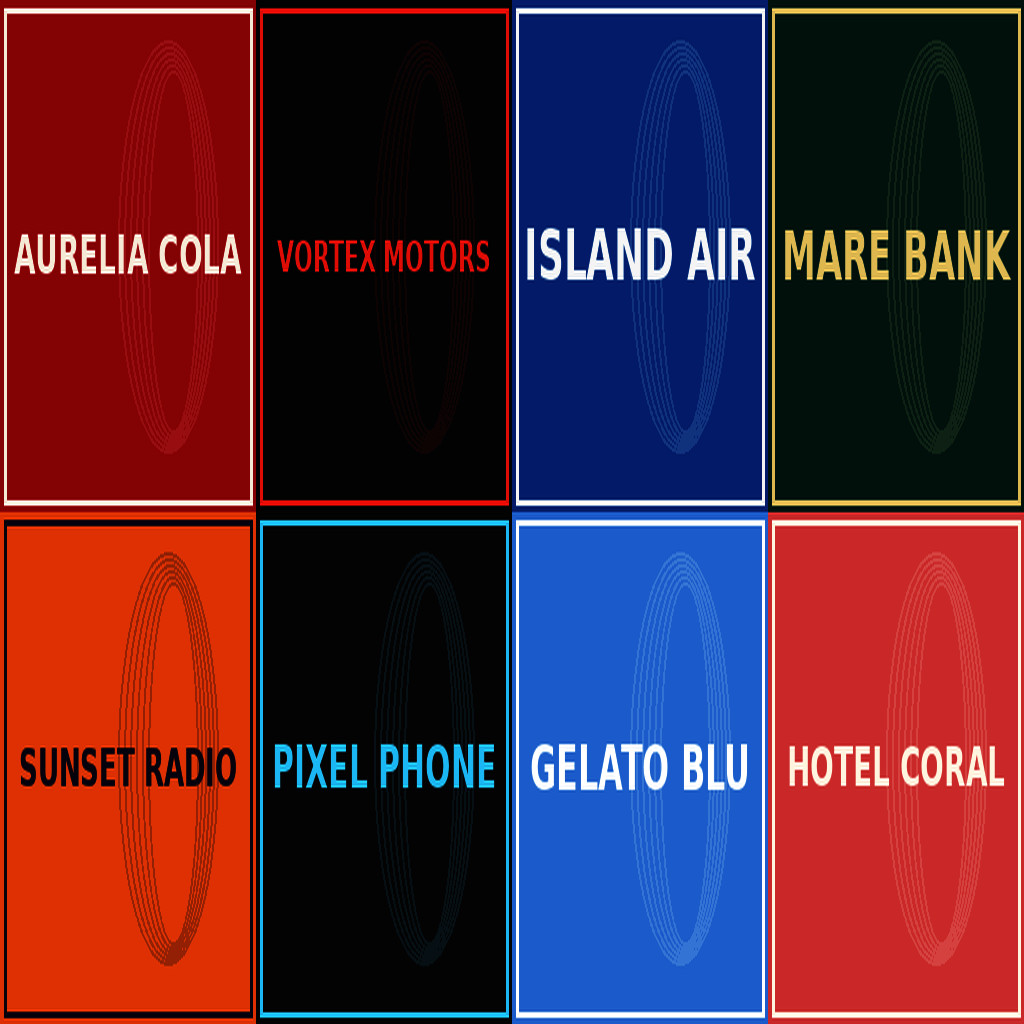 AURELIA COLA
VORTEX MOTORS
ISLAND AIR
MARE BANK
SUNSET RADIO
PIXEL PHONE
GELATO BLU
HOTEL CORAL